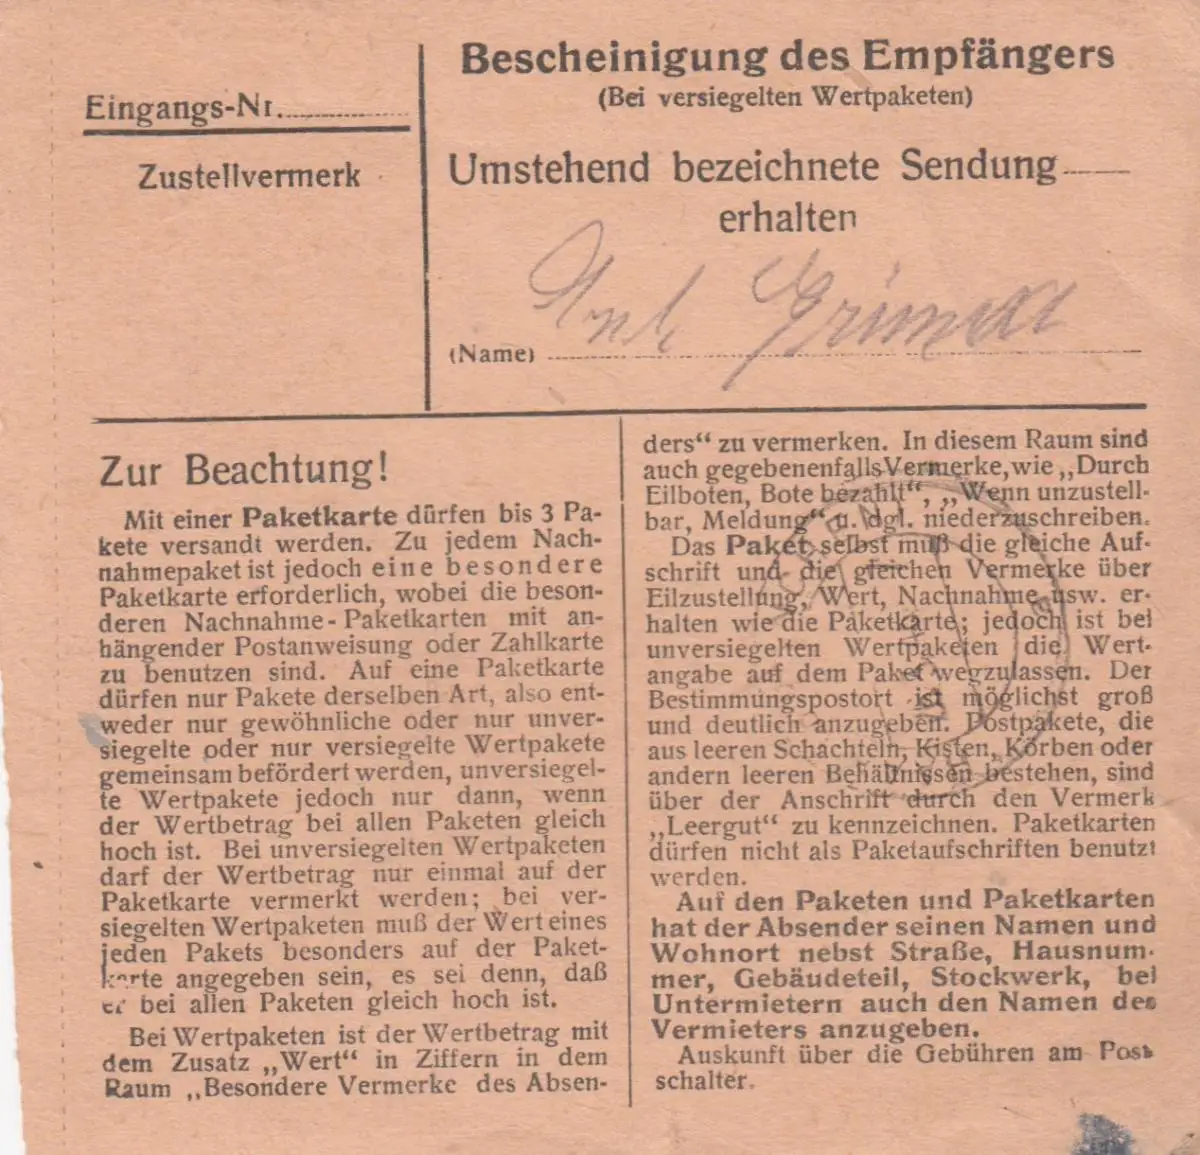 Eingangs-Nr.
Zustellvermerk
Bescheinigung des Empfängers
(Bei versiegelten Wertpaketen)
Umstehend bezeichnete Sendung
erhalten
(Name)
Zur Beachtung!
Mit einer Paketkarte dürfen bis 3 Pa-
kete versandt werden. Zu jedem Nach-
nahmepaket ist jedoch eine besondere
Paketkarte erforderlich, wobei die beson-
deren Nachnahme-Paketkarten mit an-
hängender Postanweisung oder Zahlkarte
zu benutzen sind. Auf eine Paketkarte
dürfen nur Pakete derselben Art, also ent-
weder nur gewöhnliche oder nur unver-
siegelte oder nur versiegelte Wertpakete
gemeinsam befördert werden, unversiegel-
te Wertpakete jedoch nur dann, wenn
der Wertbetrag bei allen Paketen gleich
hoch ist. Bei unversiegelten Wertpaketen
darf der Wertbetrag nur einmal auf der
Paketkarte vermerkt werden; bei ver-
siegelten Wertpaketen muß der Wert eines
jeden Pakets besonders auf der Paket-
karte angegeben sein, es sei denn, daß
er bei allen Paketen gleich hoch ist.
Bei Wertpaketen ist der Wertbetrag mit
dem Zusatz „Wert“ in Ziffern in dem
Raum „Besondere Vermerke des Absen-
ders“ zu vermerken. In diesem Raum sind
auch gegebenenfalls Vermerke, wie „Durch
Eilboten, Bote bezahlt“, „Wenn unzustell-
bar, Meldung“ u. dgl. niederzuschreiben.
Das Paket selbst muß die gleiche Auf-
schrift und die gleichen Vermerke über
Eilzustellung, Wert, Nachnahme usw. er-
halten wie die Paketkarte; jedoch ist bei
unversiegelten Wertpaketen die Wert-
angabe auf dem Paket wegzulassen. Der
Bestimmungspostort ist möglichst groß
und deutlich anzugeben. Postpakete, die
aus leeren Schachteln, Kisten, Körben oder
andern leeren Behältnissen bestehen, sind
über der Anschrift durch den Vermerk
„Leergut“ zu kennzeichnen. Paketkarten
dürfen nicht als Paketaufschriften benutzt
werden.
Auf den Paketen und Paketkarten
hat der Absender seinen Namen und
Wohnort nebst Straße, Hausnum-
mer, Gebäudeteil, Stockwerk, bei
Untermietern auch den Namen des
Vermieters anzugeben.
Auskunft über die Gebühren am Post
schalter.